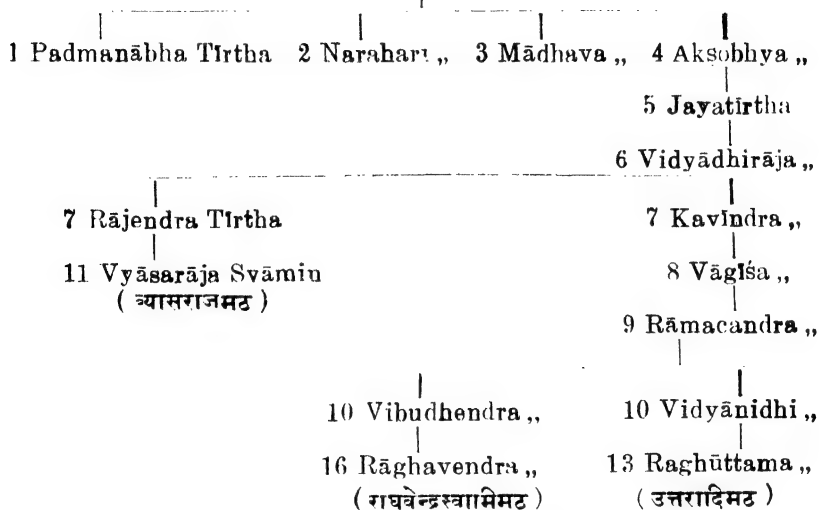 1 Padmanābha Tīrtha 2 Narahari „ 3 Mādhava „ 4 Akṣobhya „
5 Jayatīrtha
6 Vidyādhirāja „
7 Rājendra Tīrtha 7 Kavīndra „
11 Vyāsarāja Svāmin 8 Vāgīśa „
( व्यासराजमठ )
9 Rāmacandra „
10 Vibudhendra „ 10 Vidyānidhi „
16 Rāghavendra „ 13 Raghūttama „
( राघवेन्द्रस्वामिमठ ) ( उत्तरादिमठ )